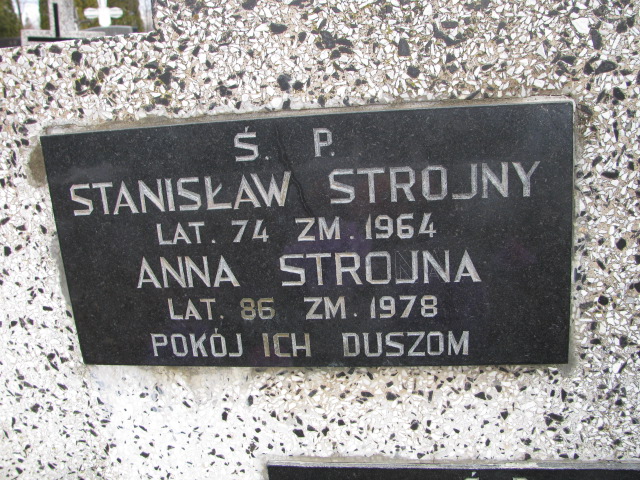 Ś. P.
STANISŁAW STROJNY
LAT. 74 ZM 1964
ANNA STROJNA
LAT. 86 ZM. 1978
POKÓJ ICH DUSZOM